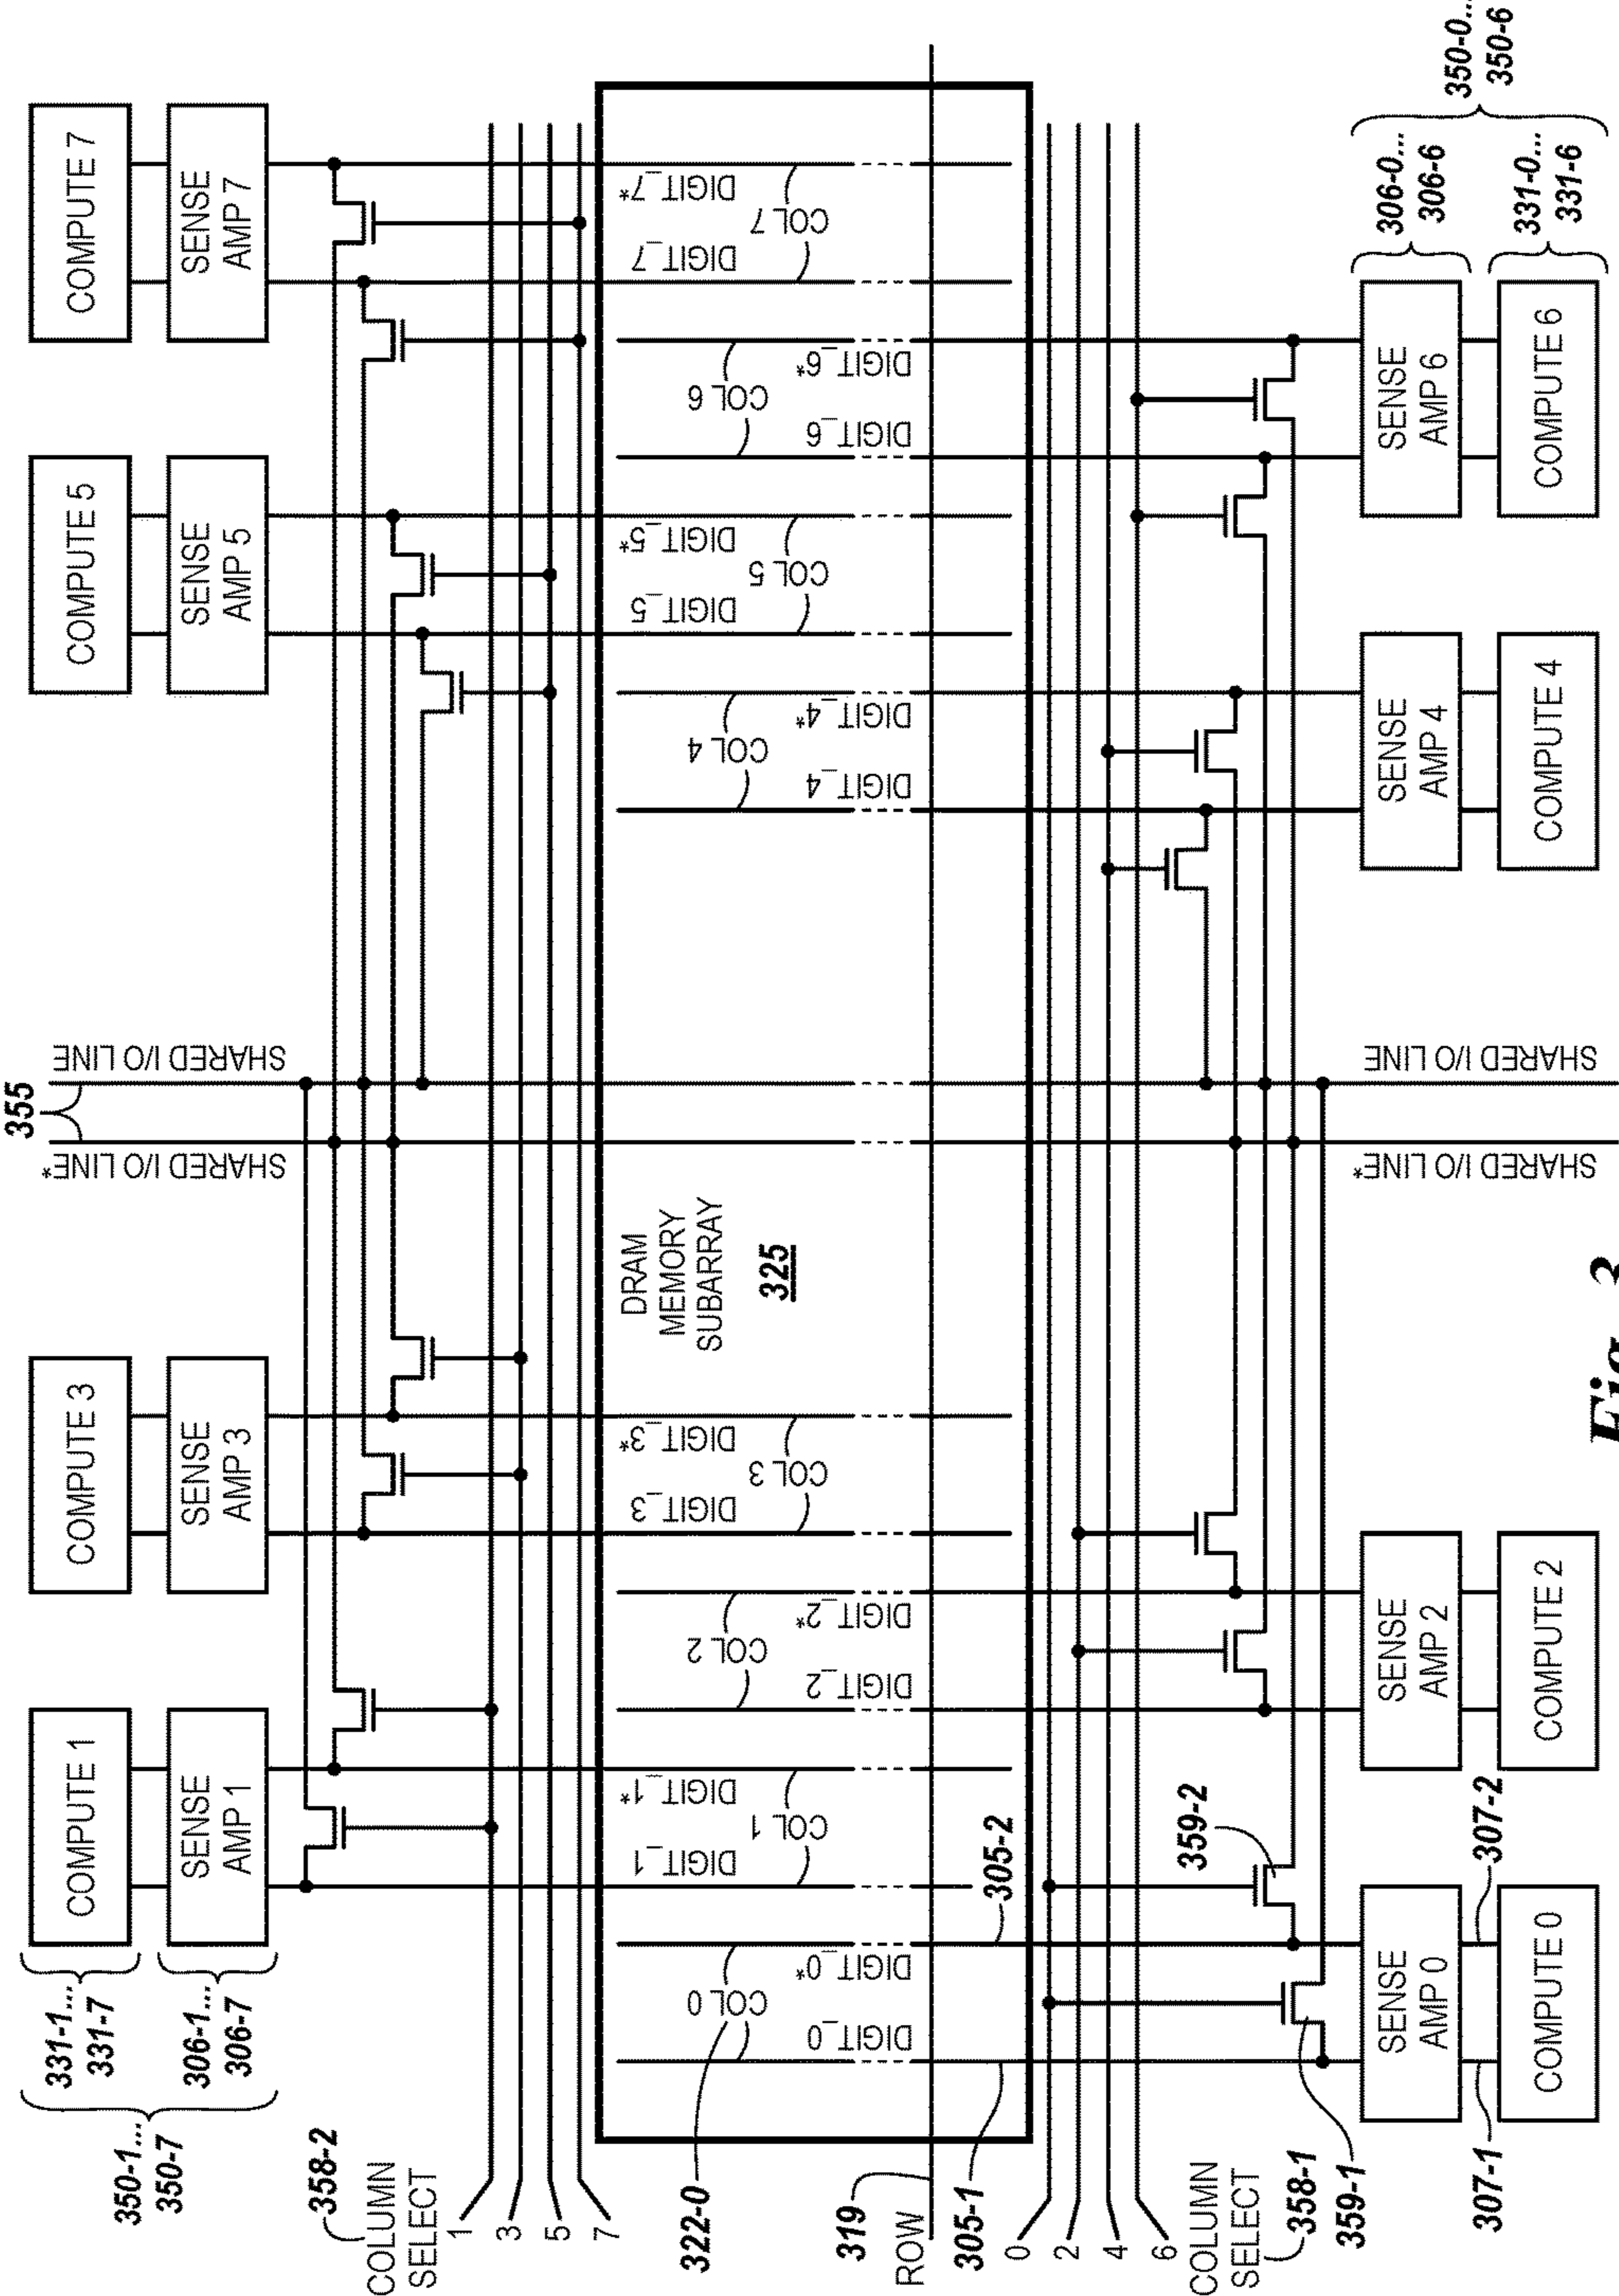 350-0...
350-6
COMPUTE 7
SENSE
AMP 7
DIGIT_7*
COL 7
DIGIT_7
306-0...
306-6
331-0...
331-6
DIGIT_6*
COL 6
DIGIT_6
SENSE
AMP 6
COMPUTE 6
COMPUTE 5
SENSE
AMP 5
DIGIT_5*
COL 5
DIGIT_5
DIGIT_4*
COL 4
DIGIT_4
SENSE
AMP 4
COMPUTE 4
355
SHARED I/O LINE
SHARED I/O LINE
SHARED I/O LINE*
SHARED I/O LINE*
DRAM
MEMORY
SUBARRAY
325
Fig. 3
COMPUTE 3
SENSE
AMP 3
DIGIT_3*
COL 3
DIGIT_3
DIGIT_2*
COL 2
DIGIT_2
SENSE
AMP 2
COMPUTE 2
COMPUTE 1
SENSE
AMP 1
DIGIT_1*
COL 1
DIGIT_1
305-2
359-2
307-2
DIGIT_0*
COL 0
DIGIT_0
SENSE
AMP 0
COMPUTE 0
331-1...
331-7
306-1...
306-7
350-1...
350-7
358-2
COLUMN
SELECT
1
3
5
7
322-0
319
ROW
305-1
0
2
4
6
COLUMN
SELECT
358-1
359-1
307-1